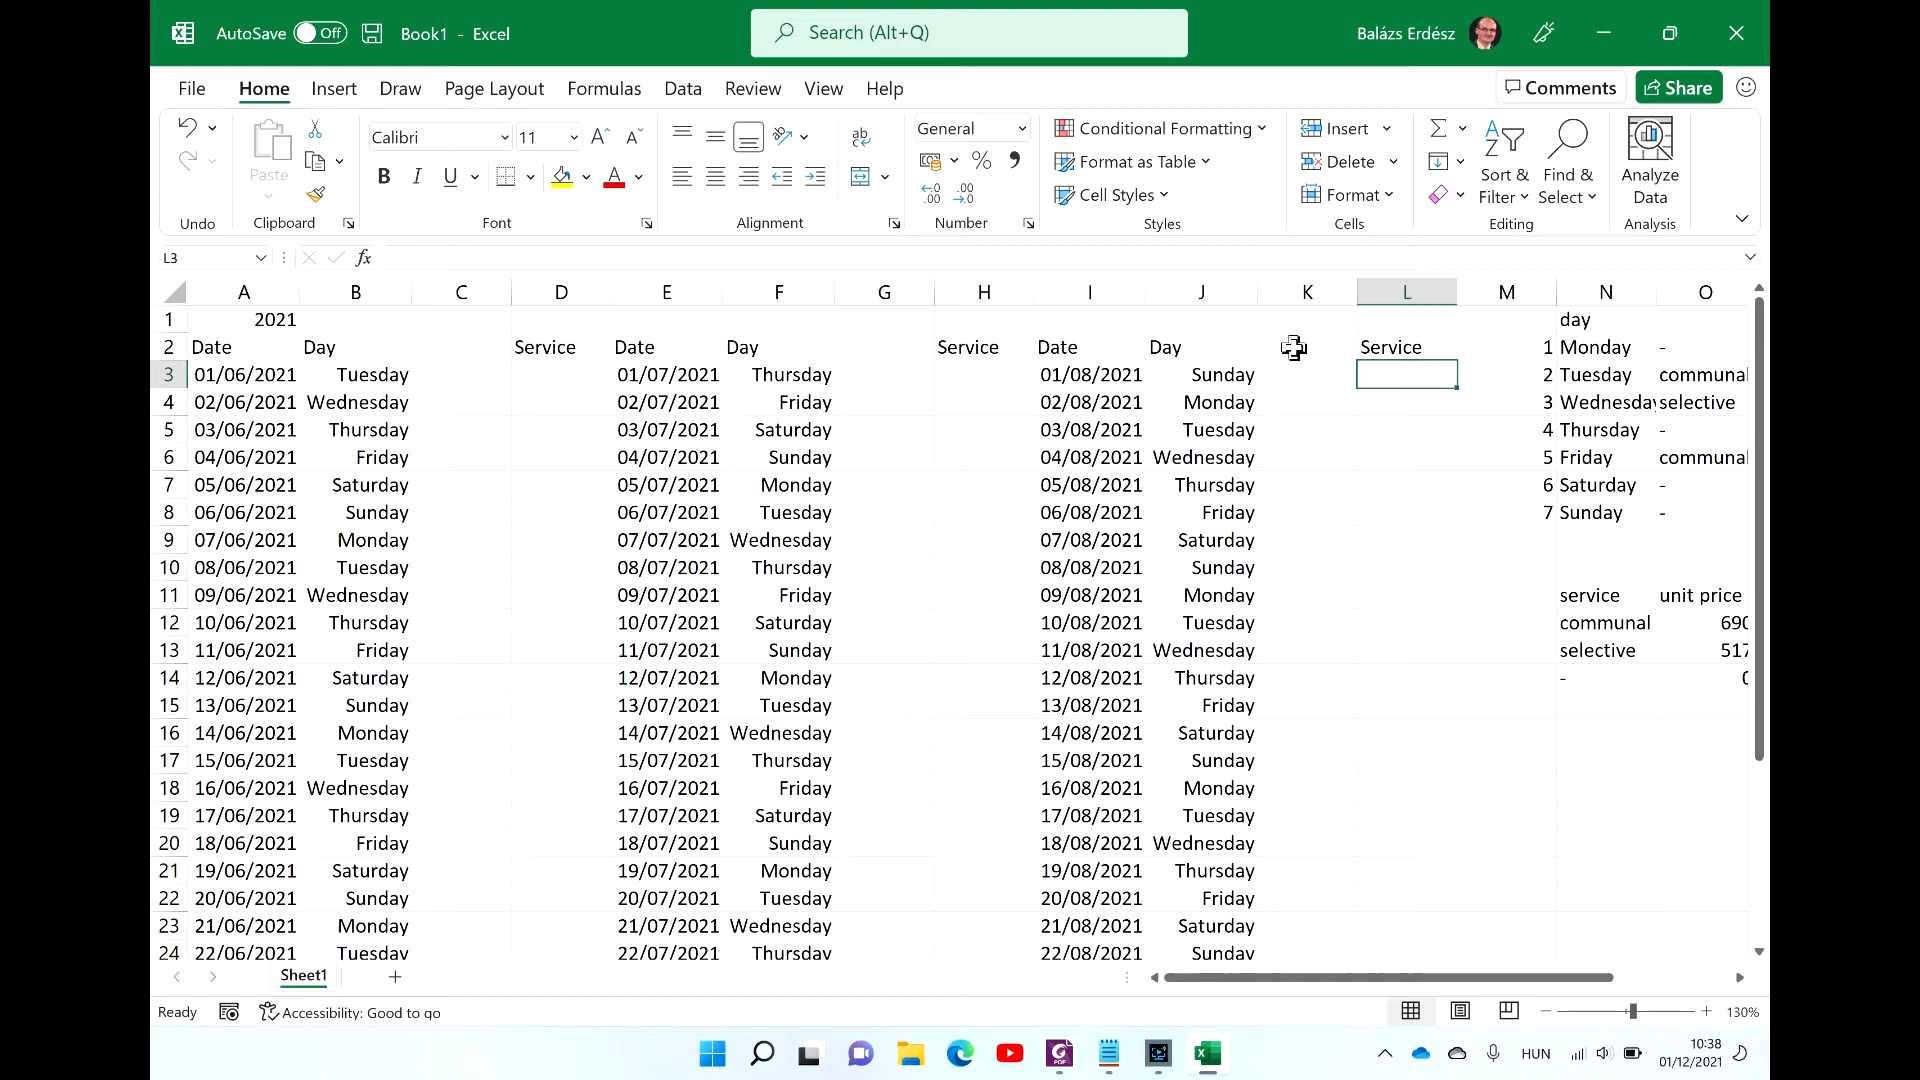 AutoSave Off Book1 - Excel Search (Alt+Q) Balázs Erdész
File Home Insert Draw Page Layout Formulas Data Review View Help Comments Share
Paste Calibri 11 General Conditional Formatting Insert
Format as Table Delete
Cell Styles Format
Sort & Filter Find & Select Analyze Data
Undo Clipboard Font Alignment Number Styles Cells Editing Analysis
L3 fx
A B C D E F G H I J K L M N O
1 2021 day
2 Date Day Service Date Day Service Date Day Service 1 Monday -
3 01/06/2021 Tuesday 01/07/2021 Thursday 01/08/2021 Sunday 2 Tuesday communal
4 02/06/2021 Wednesday 02/07/2021 Friday 02/08/2021 Monday 3 Wednesday selective
5 03/06/2021 Thursday 03/07/2021 Saturday 03/08/2021 Tuesday 4 Thursday -
6 04/06/2021 Friday 04/07/2021 Sunday 04/08/2021 Wednesday 5 Friday communal
7 05/06/2021 Saturday 05/07/2021 Monday 05/08/2021 Thursday 6 Saturday -
8 06/06/2021 Sunday 06/07/2021 Tuesday 06/08/2021 Friday 7 Sunday -
9 07/06/2021 Monday 07/07/2021 Wednesday 07/08/2021 Saturday
10 08/06/2021 Tuesday 08/07/2021 Thursday 08/08/2021 Sunday
11 09/06/2021 Wednesday 09/07/2021 Friday 09/08/2021 Monday service unit price
12 10/06/2021 Thursday 10/07/2021 Saturday 10/08/2021 Tuesday communal 690
13 11/06/2021 Friday 11/07/2021 Sunday 11/08/2021 Wednesday selective 517
14 12/06/2021 Saturday 12/07/2021 Monday 12/08/2021 Thursday - 0
15 13/06/2021 Sunday 13/07/2021 Tuesday 13/08/2021 Friday
16 14/06/2021 Monday 14/07/2021 Wednesday 14/08/2021 Saturday
17 15/06/2021 Tuesday 15/07/2021 Thursday 15/08/2021 Sunday
18 16/06/2021 Wednesday 16/07/2021 Friday 16/08/2021 Monday
19 17/06/2021 Thursday 17/07/2021 Saturday 17/08/2021 Tuesday
20 18/06/2021 Friday 18/07/2021 Sunday 18/08/2021 Wednesday
21 19/06/2021 Saturday 19/07/2021 Monday 19/08/2021 Thursday
22 20/06/2021 Sunday 20/07/2021 Tuesday 20/08/2021 Friday
23 21/06/2021 Monday 21/07/2021 Wednesday 21/08/2021 Saturday
24 22/06/2021 Tuesday 22/07/2021 Thursday 22/08/2021 Sunday
Sheet1
Ready Accessibility: Good to go 130%
HUN 10:38
01/12/2021